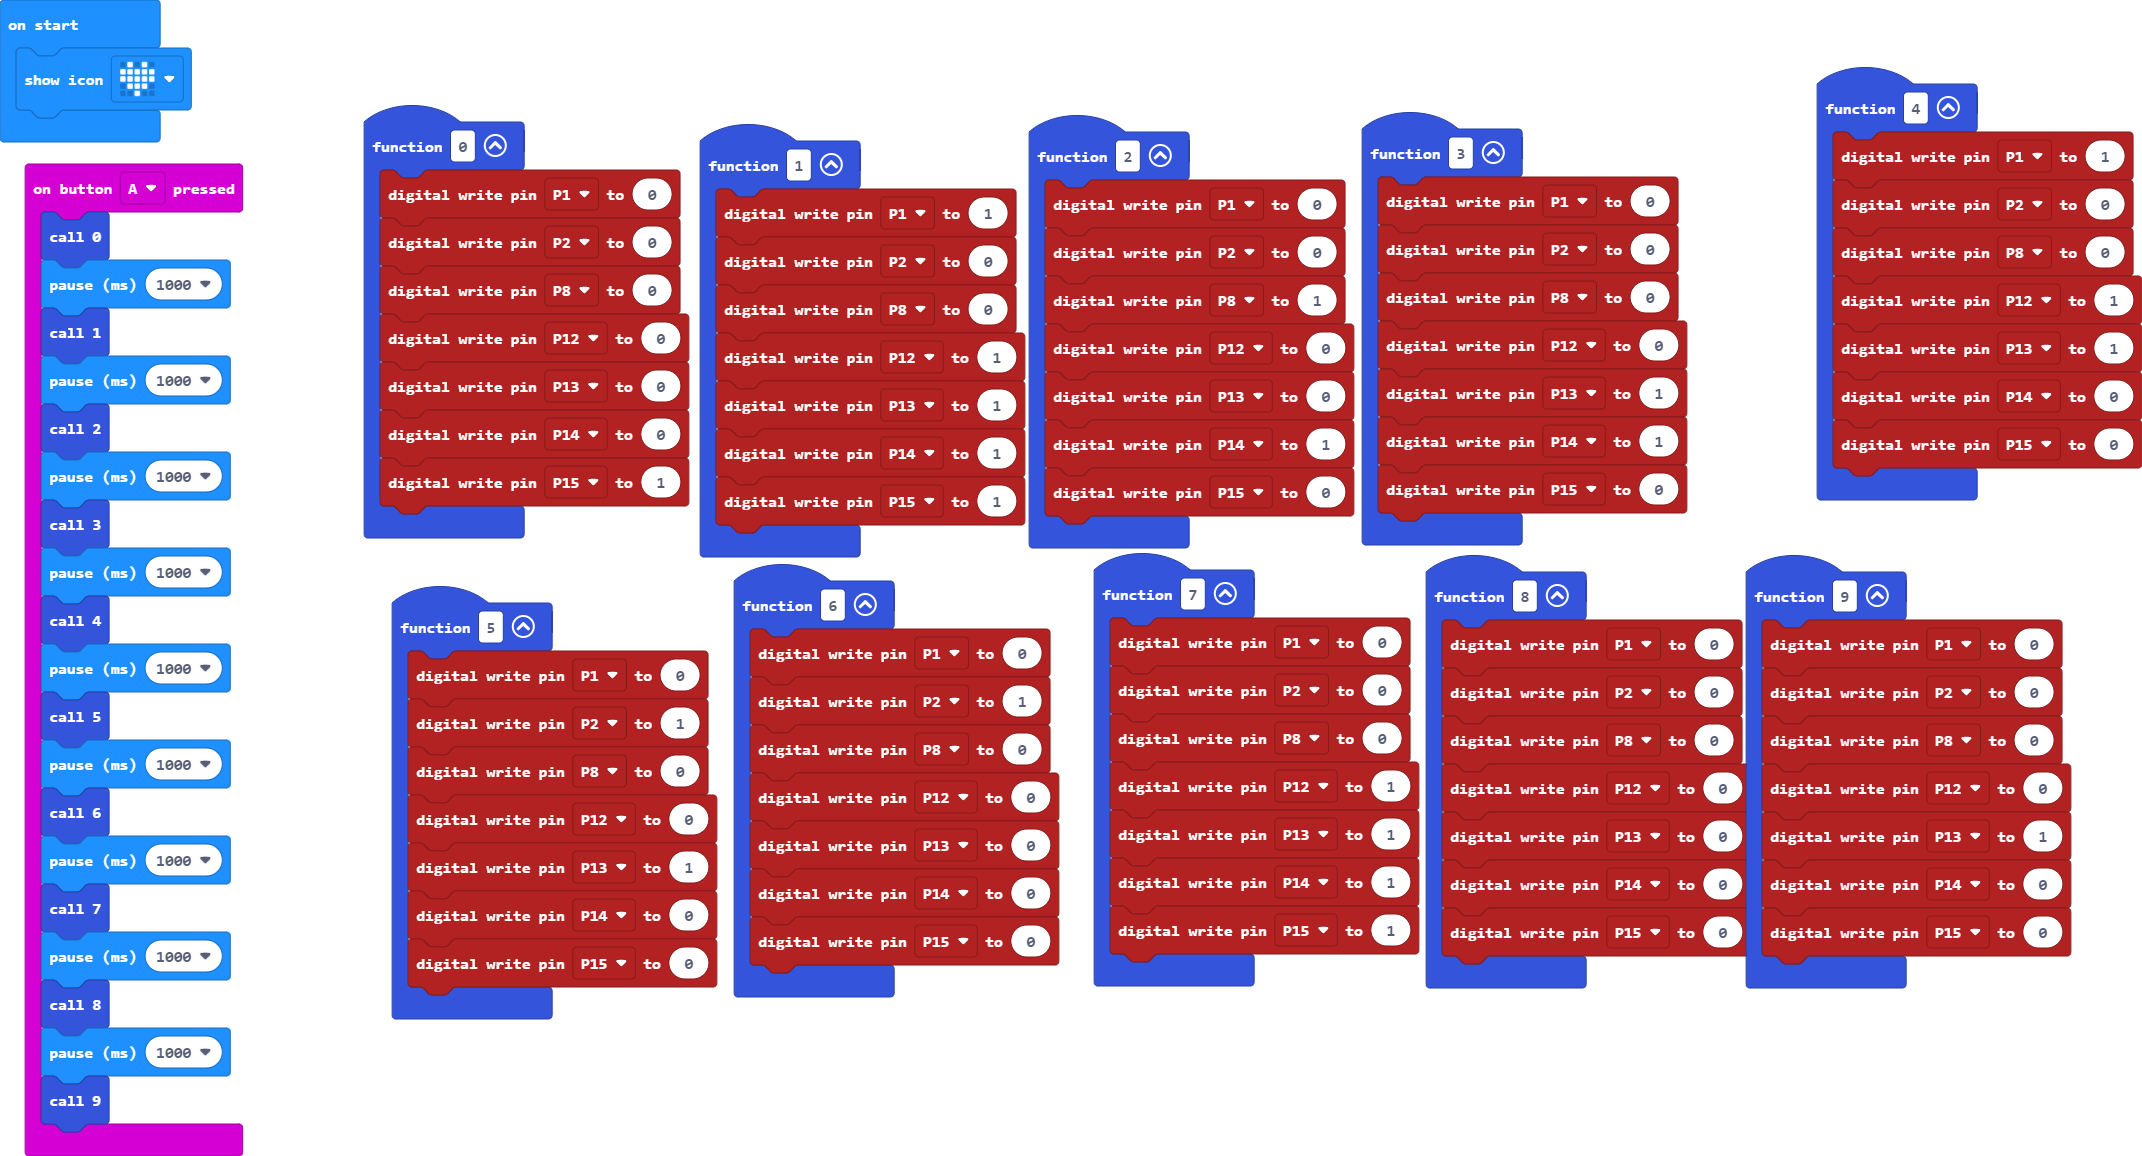 on start
show icon
on button A pressed
call 0
pause (ms) 1000
call 1
pause (ms) 1000
call 2
pause (ms) 1000
call 3
pause (ms) 1000
call 4
pause (ms) 1000
call 5
pause (ms) 1000
call 6
pause (ms) 1000
call 7
pause (ms) 1000
call 8
pause (ms) 1000
call 9
function 0
digital write pin P1 to 0
digital write pin P2 to 0
digital write pin P8 to 0
digital write pin P12 to 0
digital write pin P13 to 0
digital write pin P14 to 0
digital write pin P15 to 1
function 1
digital write pin P1 to 1
digital write pin P2 to 0
digital write pin P8 to 0
digital write pin P12 to 1
digital write pin P13 to 1
digital write pin P14 to 1
digital write pin P15 to 1
function 2
digital write pin P1 to 0
digital write pin P2 to 0
digital write pin P8 to 1
digital write pin P12 to 0
digital write pin P13 to 0
digital write pin P14 to 1
digital write pin P15 to 0
function 3
digital write pin P1 to 0
digital write pin P2 to 0
digital write pin P8 to 0
digital write pin P12 to 0
digital write pin P13 to 1
digital write pin P14 to 1
digital write pin P15 to 0
function 4
digital write pin P1 to 1
digital write pin P2 to 0
digital write pin P8 to 0
digital write pin P12 to 1
digital write pin P13 to 1
digital write pin P14 to 0
digital write pin P15 to 0
function 5
digital write pin P1 to 0
digital write pin P2 to 1
digital write pin P8 to 0
digital write pin P12 to 0
digital write pin P13 to 1
digital write pin P14 to 0
digital write pin P15 to 0
function 6
digital write pin P1 to 0
digital write pin P2 to 1
digital write pin P8 to 0
digital write pin P12 to 0
digital write pin P13 to 0
digital write pin P14 to 0
digital write pin P15 to 0
function 7
digital write pin P1 to 0
digital write pin P2 to 0
digital write pin P8 to 0
digital write pin P12 to 1
digital write pin P13 to 1
digital write pin P14 to 1
digital write pin P15 to 1
function 8
digital write pin P1 to 0
digital write pin P2 to 0
digital write pin P8 to 0
digital write pin P12 to 0
digital write pin P13 to 0
digital write pin P14 to 0
digital write pin P15 to 0
function 9
digital write pin P1 to 0
digital write pin P2 to 0
digital write pin P8 to 0
digital write pin P12 to 0
digital write pin P13 to 1
digital write pin P14 to 0
digital write pin P15 to 0